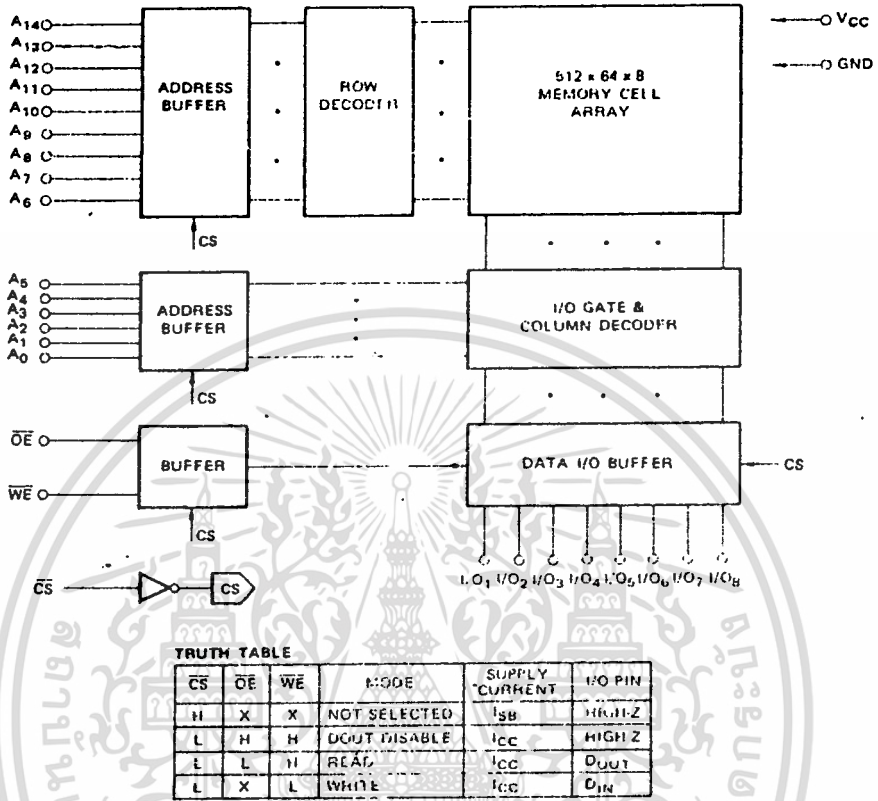 A14
A13
A12
A11
A10
A9
A8
A7
A6
ADDRESS
BUFFER
CS
ROW
DECODER
512 x 64 x 8
MEMORY CELL
ARRAY
VCC
GND
A5
A4
A3
A2
A1
A0
ADDRESS
BUFFER
CS
I/O GATE &
COLUMN DECODER
OE
WE
BUFFER
CS
DATA I/O BUFFER
CS
I/O1 I/O2 I/O3 I/O4 I/O5 I/O6 I/O7 I/O8
CS
CS
TRUTH TABLE
CS OE WE MODE SUPPLY CURRENT I/O PIN
H X X NOT SELECTED ISB HIGH-Z
L H H DOUT DISABLE ICC HIGH-Z
L L H READ ICC DOUT
L X L WRITE ICC DIN